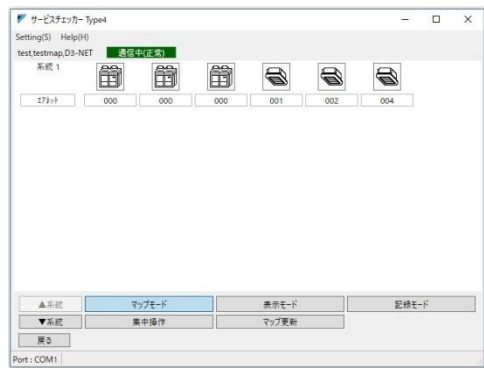 サービスチェッカー Type4
Setting(S) Help(H)
test,testmap,D3-NET 通信中(正常)
系統 1
エアネット 000 000 000 001 002 004
▲系統 マップモード 表示モード 記録モード
▼系統 集中操作 マップ更新
戻る
Port : COM1